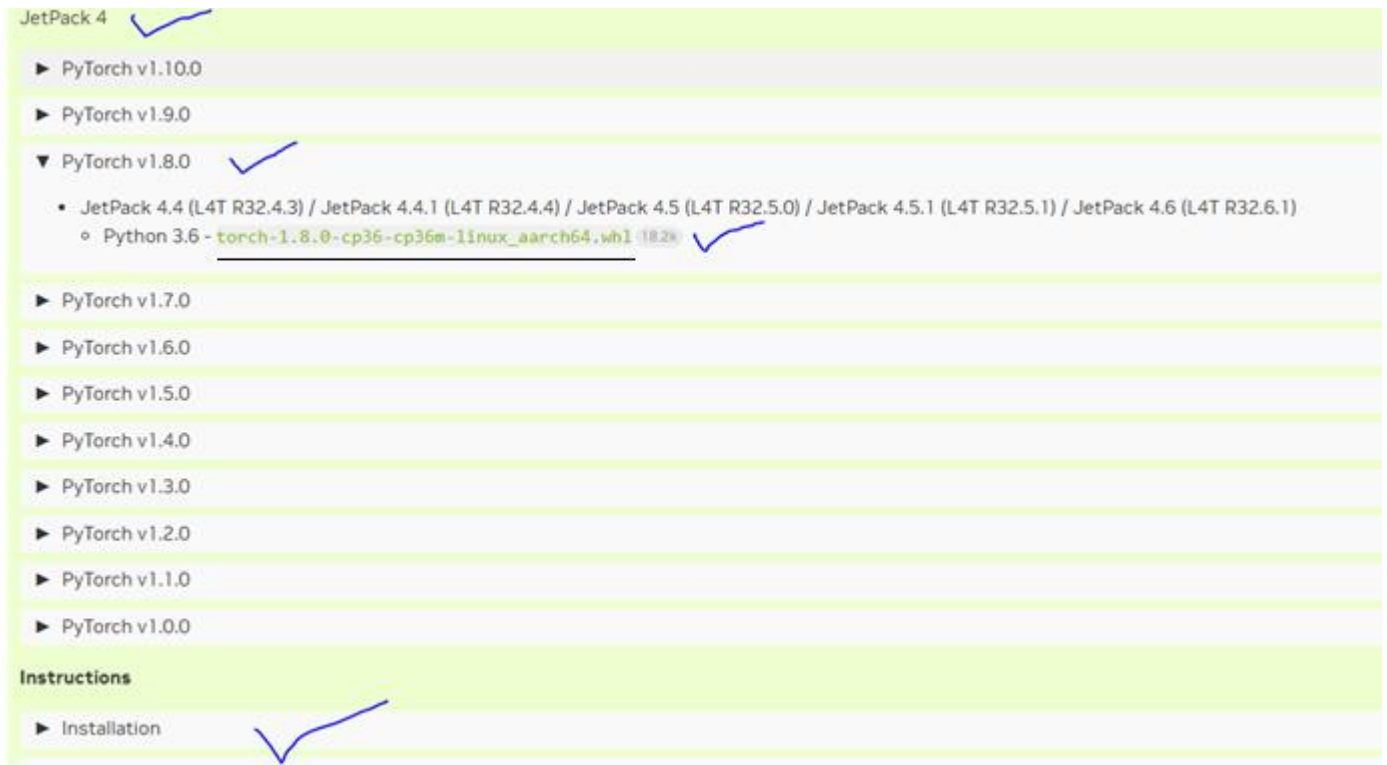 JetPack 4
► PyTorch v1.10.0
► PyTorch v1.9.0
▼ PyTorch v1.8.0
• JetPack 4.4 (L4T R32.4.3) / JetPack 4.4.1 (L4T R32.4.4) / JetPack 4.5 (L4T R32.5.0) / JetPack 4.5.1 (L4T R32.5.1) / JetPack 4.6 (L4T R32.6.1)
◦ Python 3.6 - torch-1.8.0-cp36-cp36m-linux_aarch64.whl 18.2k
► PyTorch v1.7.0
► PyTorch v1.6.0
► PyTorch v1.5.0
► PyTorch v1.4.0
► PyTorch v1.3.0
► PyTorch v1.2.0
► PyTorch v1.1.0
► PyTorch v1.0.0
Instructions
► Installation